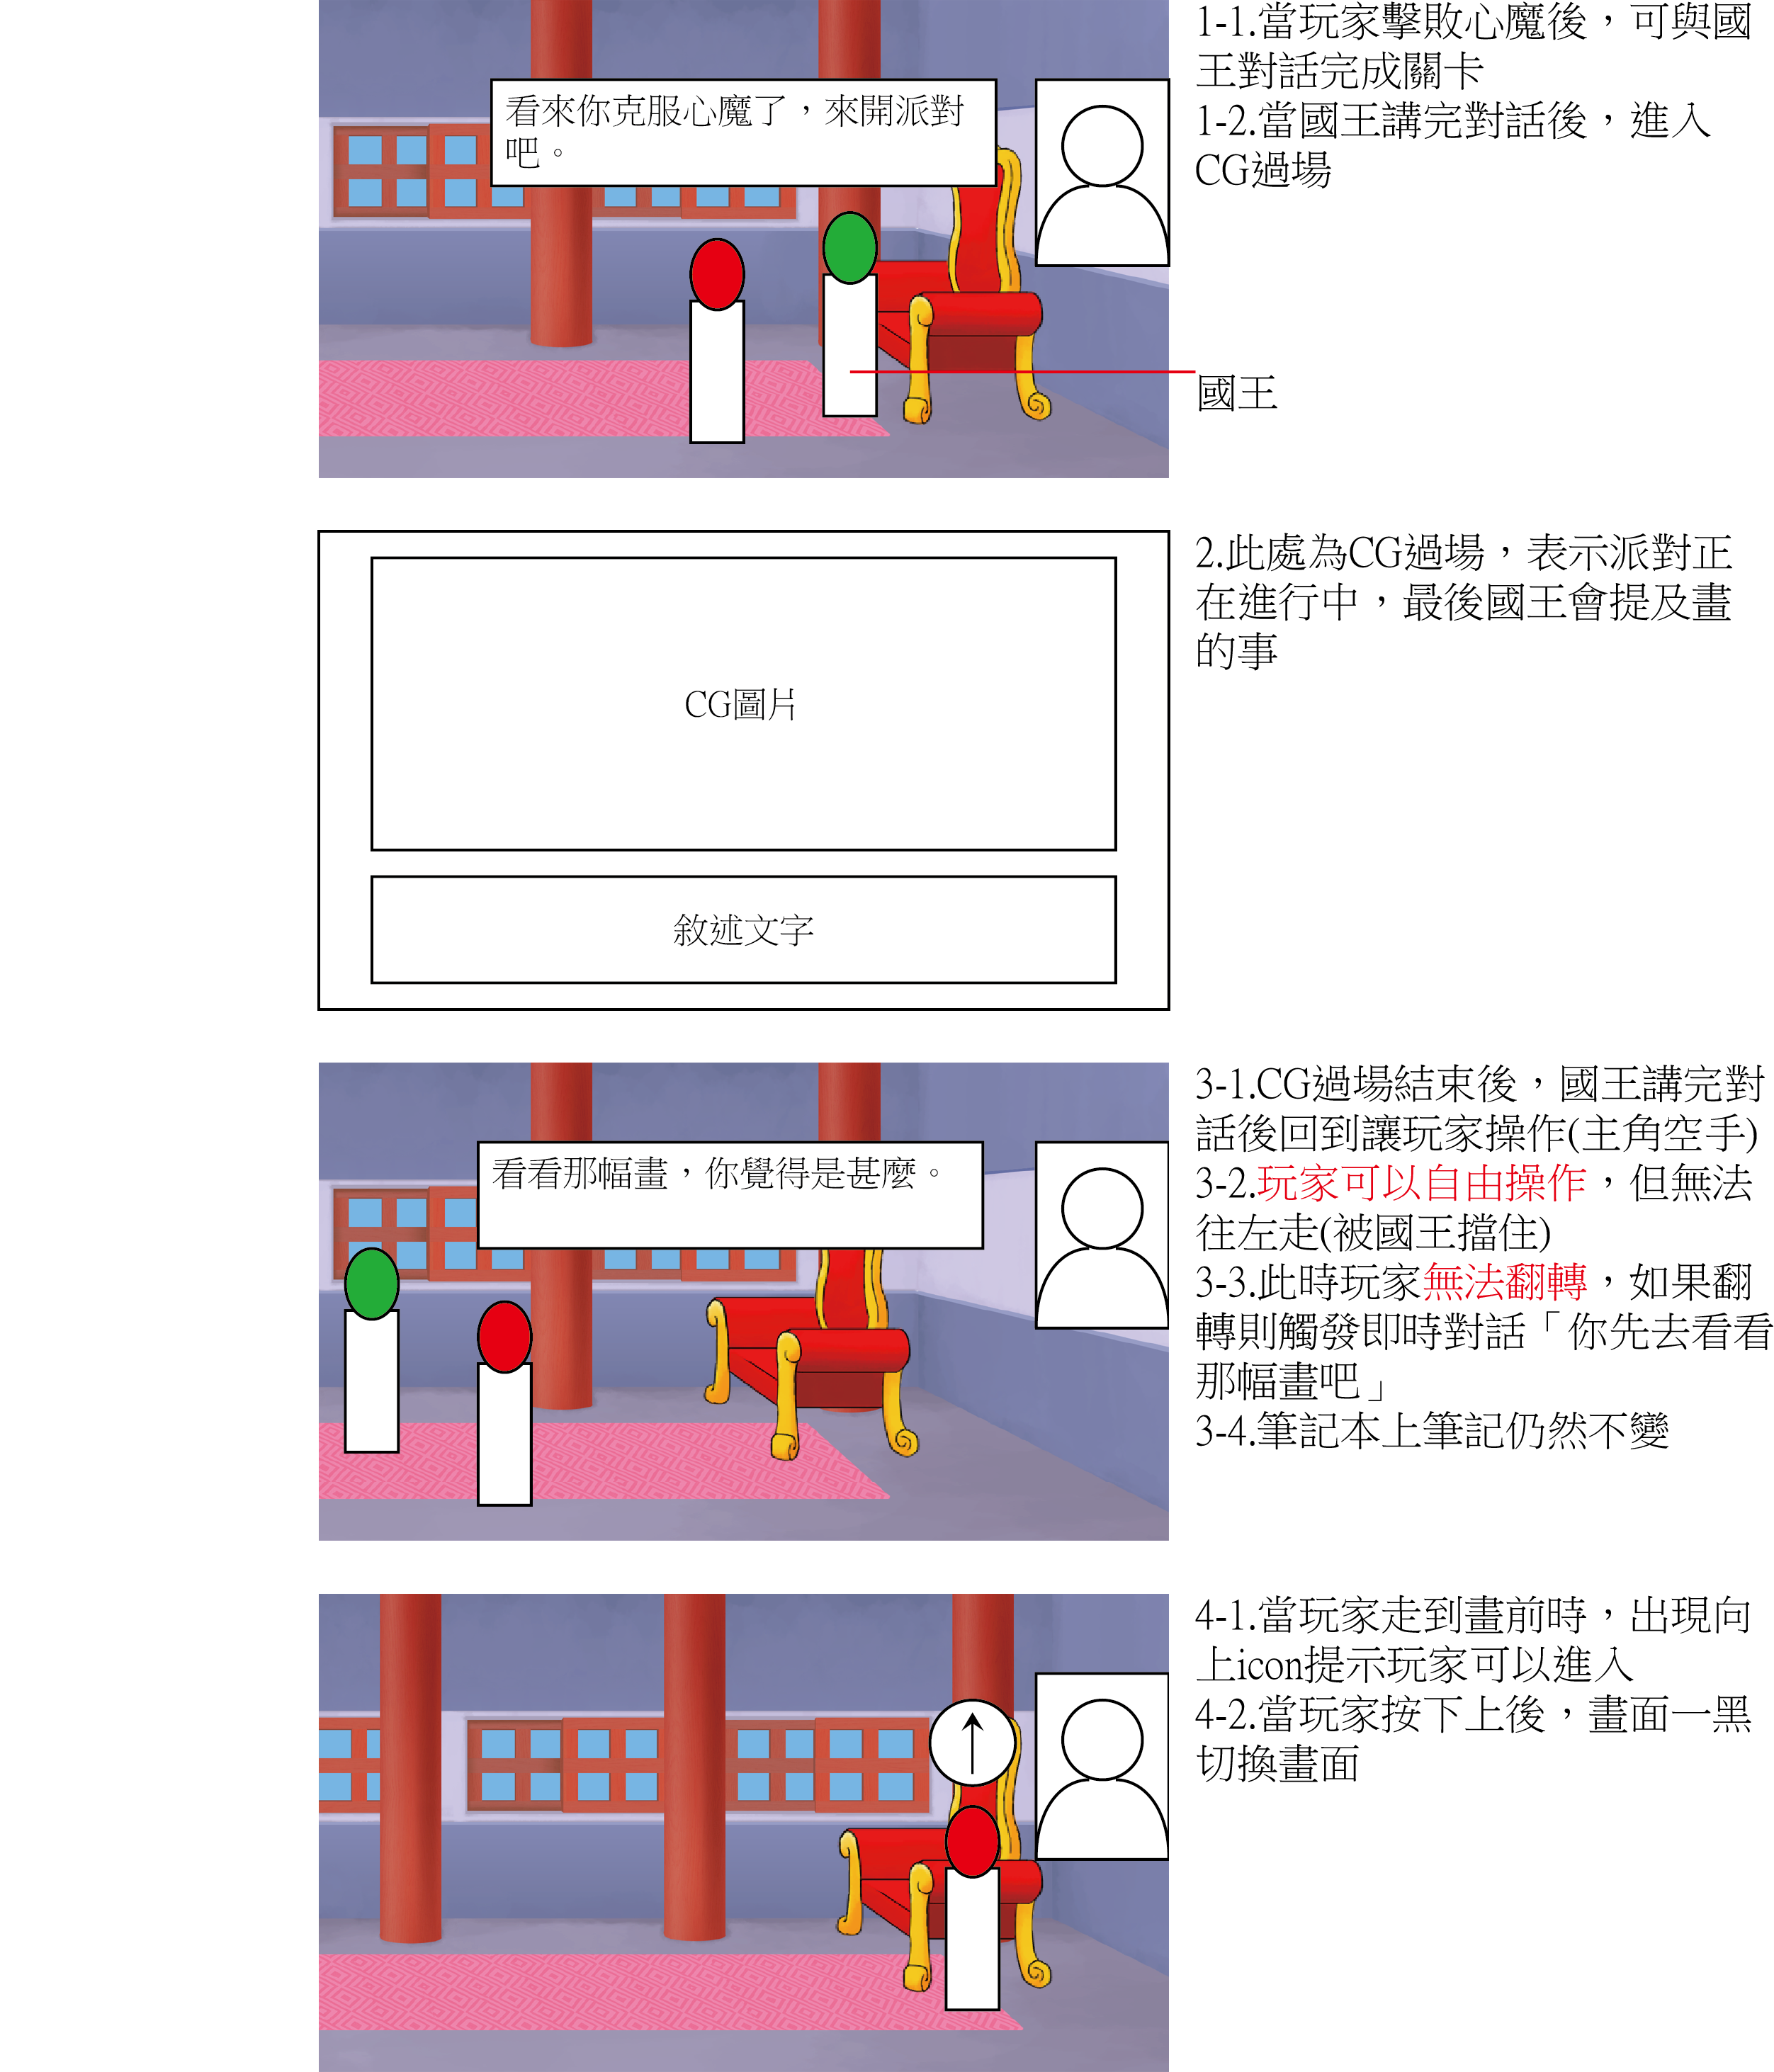 1-1.當玩家擊敗心魔後，可與國
王對話完成關卡
1-2.當國王講完對話後，進入
CG過場
看來你克服心魔了，來開派對
吧。
國王
2.此處為CG過場，表示派對正
在進行中，最後國王會提及畫
的事
CG圖片
敘述文字
3-1.CG過場結束後，國王講完對
話後回到讓玩家操作(主角空手)
3-2.玩家可以自由操作，但無法
往左走(被國王擋住)
3-3.此時玩家無法翻轉，如果翻
轉則觸發即時對話「你先去看看
那幅畫吧」
3-4.筆記本上筆記仍然不變
看看那幅畫，你覺得是甚麼。
4-1.當玩家走到畫前時，出現向
上icon提示玩家可以進入
4-2.當玩家按下上後，畫面一黑
切換畫面